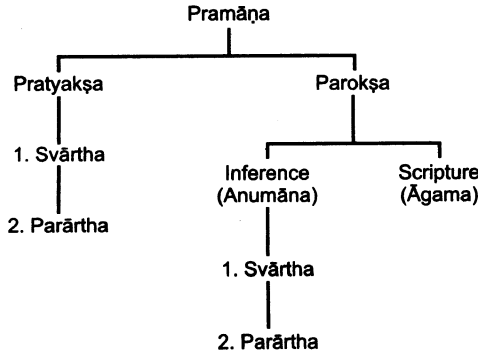 Pramāṇa
Pratyakṣa
Parokṣa
1. Svārtha
Inference
(Anumāna)
Scripture
(Āgama)
2. Parārtha
1. Svārtha
2. Parārtha